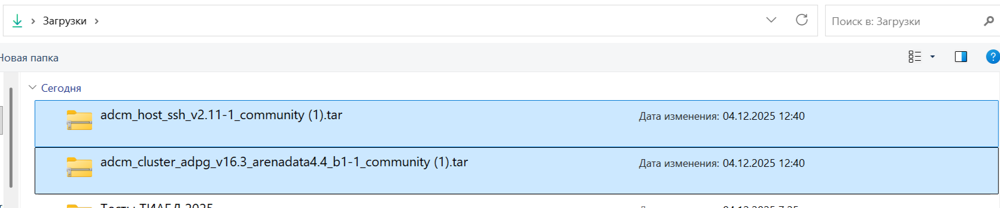 Загрузки
Поиск в: Загрузки
Новая папка
Сегодня
adcm_host_ssh_v2.11-1_community (1).tar
Дата изменения: 04.12.2025 12:40
adcm_cluster_adpg_v16.3_arenadata4.4_b1-1_community (1).tar
Дата изменения: 04.12.2025 12:40